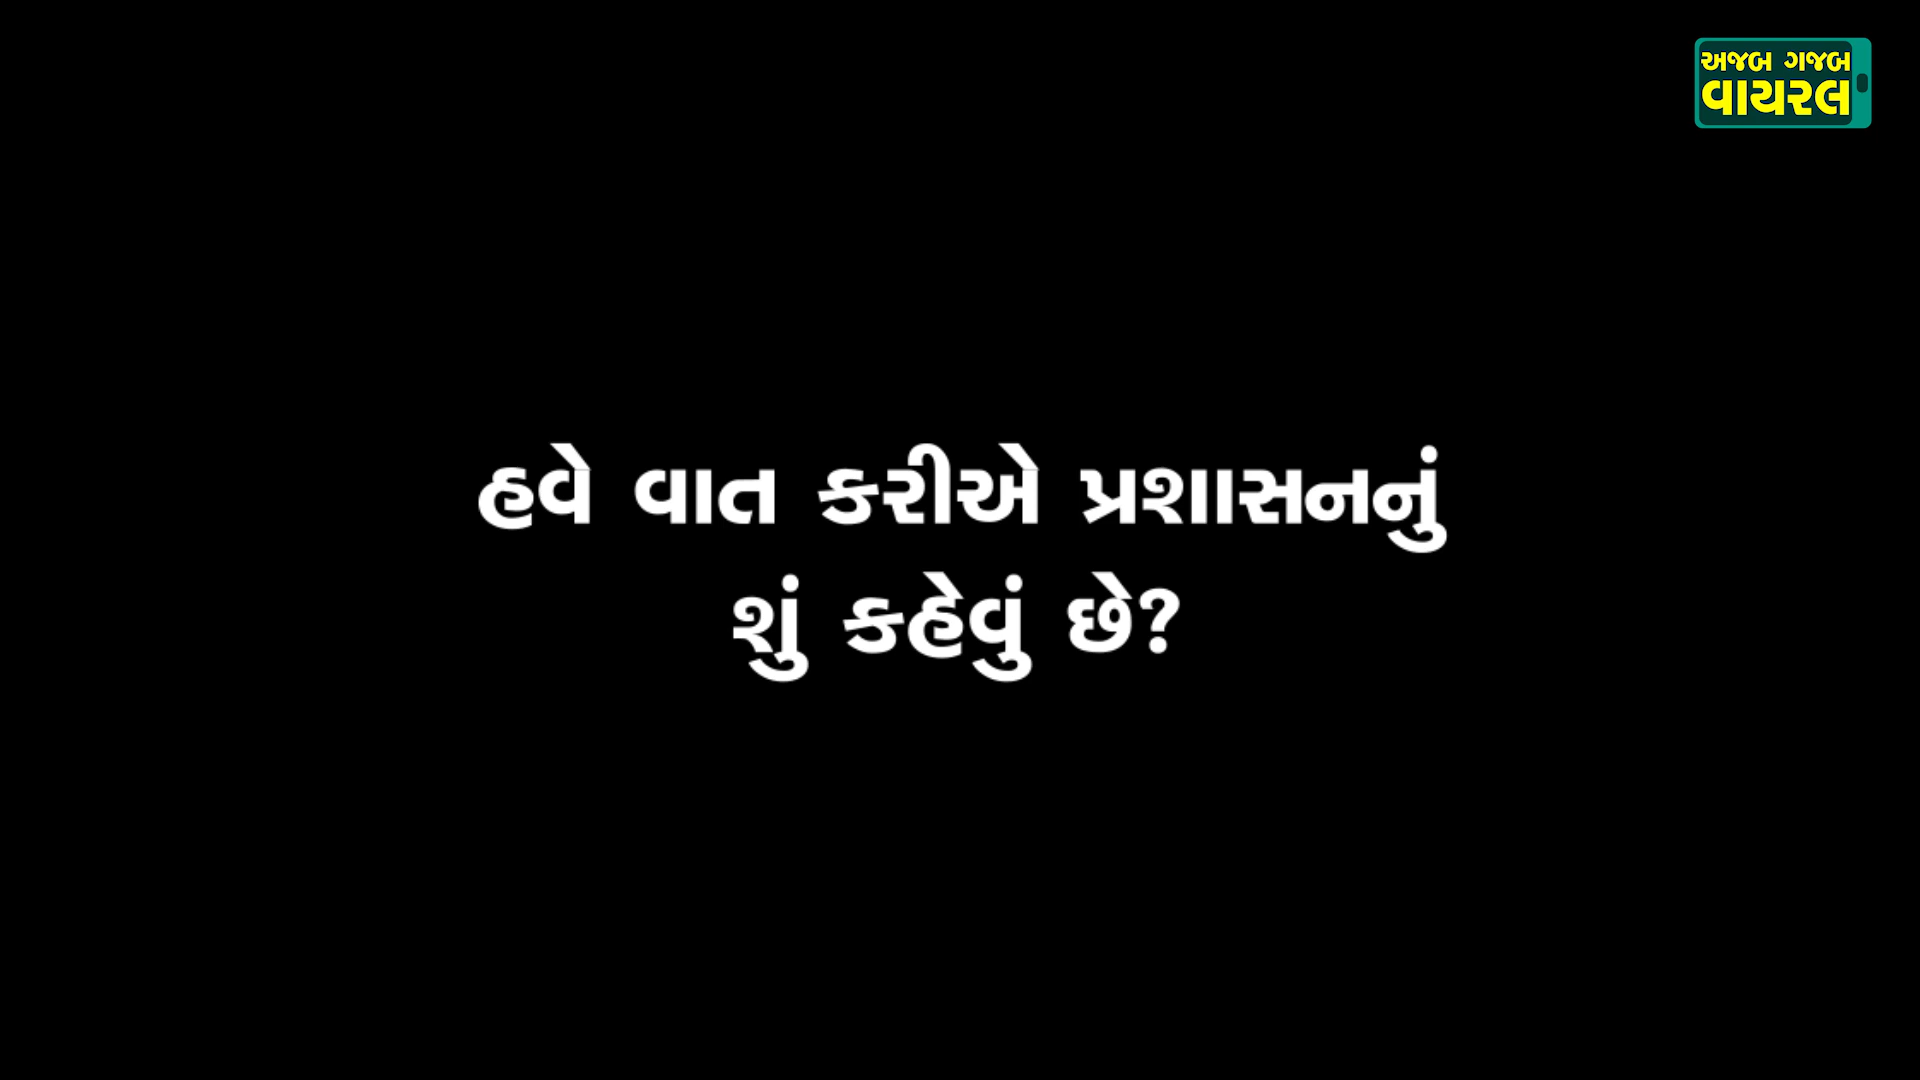 અજબ ગજબ
વાયરલ
હવે વાત કરીએ પ્રશાસનનું
શું કહેવું છે?